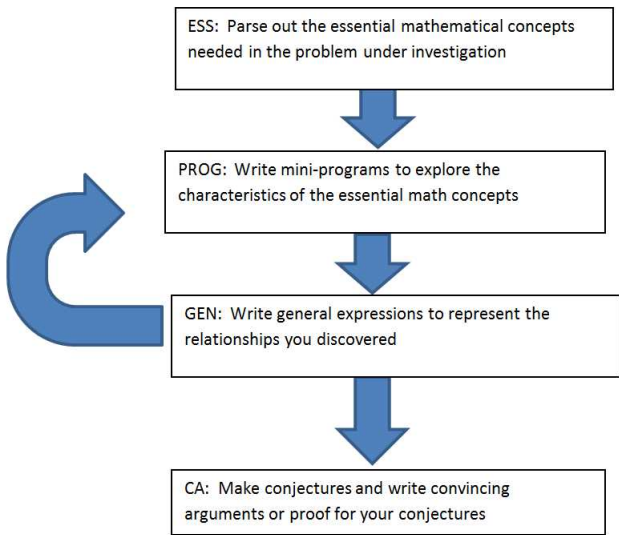 ESS:  Parse out the essential mathematical concepts
needed in the problem under investigation
PROG:  Write mini-programs to explore the
characteristics of the essential math concepts
GEN:  Write general expressions to represent the
relationships you discovered
CA:  Make conjectures and write convincing
arguments or proof for your conjectures